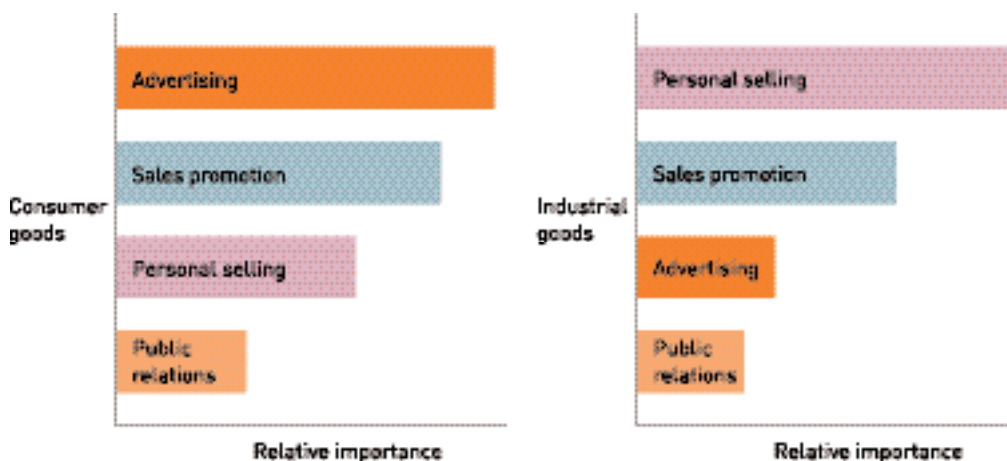 Advertising
Sales promotion
Consumer
goods
Personal selling
Public
relations
Relative importance
Personal selling
Sales promotion
Industrial
goods
Advertising
Public
relations
Relative importance